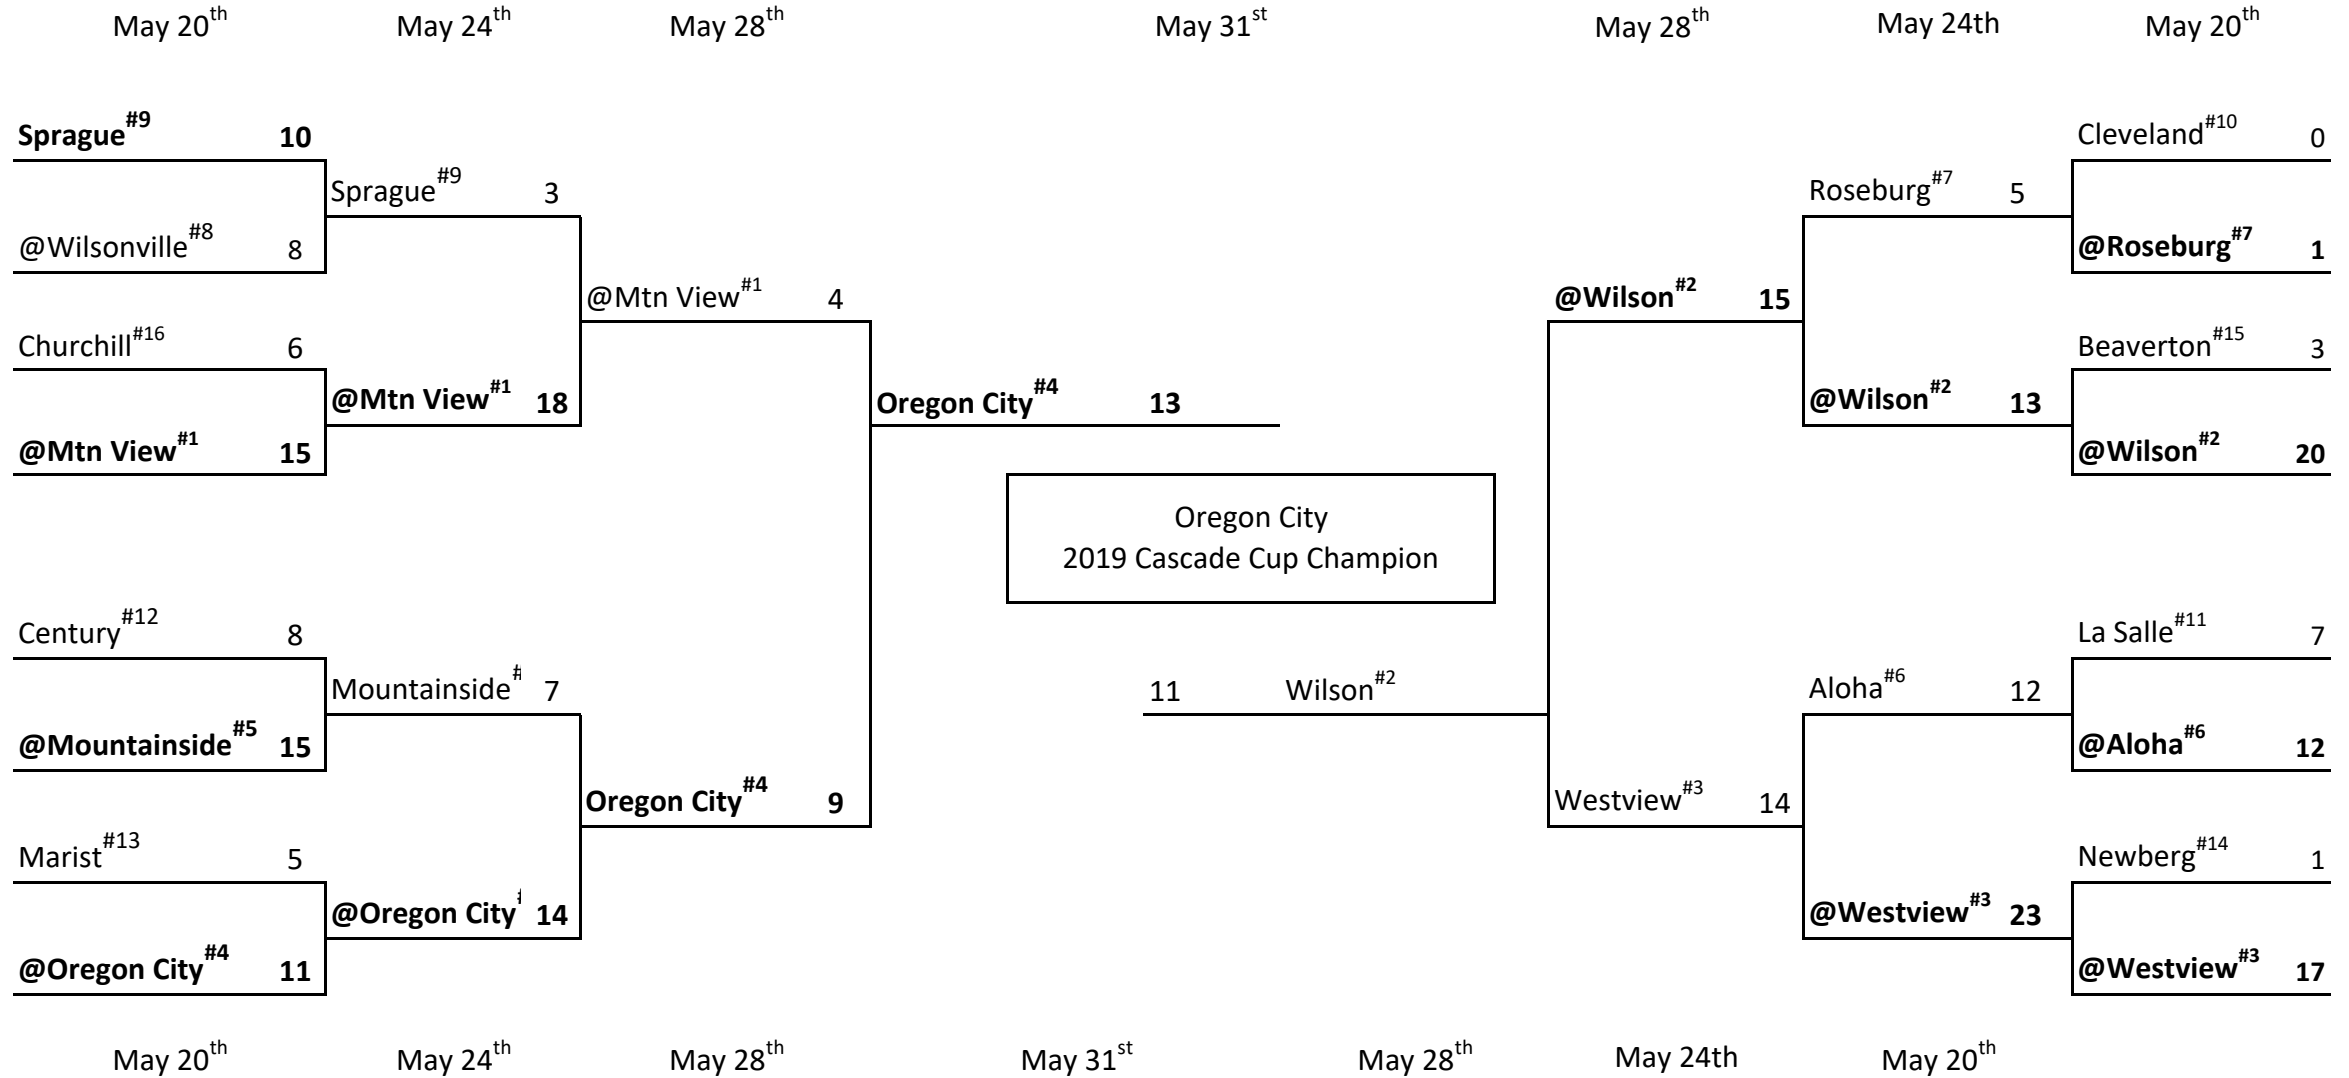 May 20th May 24th May 28th May 31st May 28th May 24th May 20th
Sprague#9 10 Cleveland#10 0
Sprague#9 3 Roseburg#7 5
@Wilsonville#8 8 @Roseburg#7 1
@Mtn View#1 4 @Wilson#2 15
Churchill#16 6 Beaverton#15 3
@Mtn View#1 18 Oregon City#4 13 @Wilson#2 13
@Mtn View#1 15 @Wilson#2 20
Oregon City
2019 Cascade Cup Champion
Century#12 8 La Salle#11 7
Mountainside# 7 11 Wilson#2 Aloha#6 12
@Mountainside#5 15 @Aloha#6 12
Oregon City#4 9 Westview#3 14
Marist#13 5 Newberg#14 1
@Oregon City 14 @Westview#3 23
@Oregon City#4 11 @Westview#3 17
May 20th May 24th May 28th May 31st May 28th May 24th May 20th